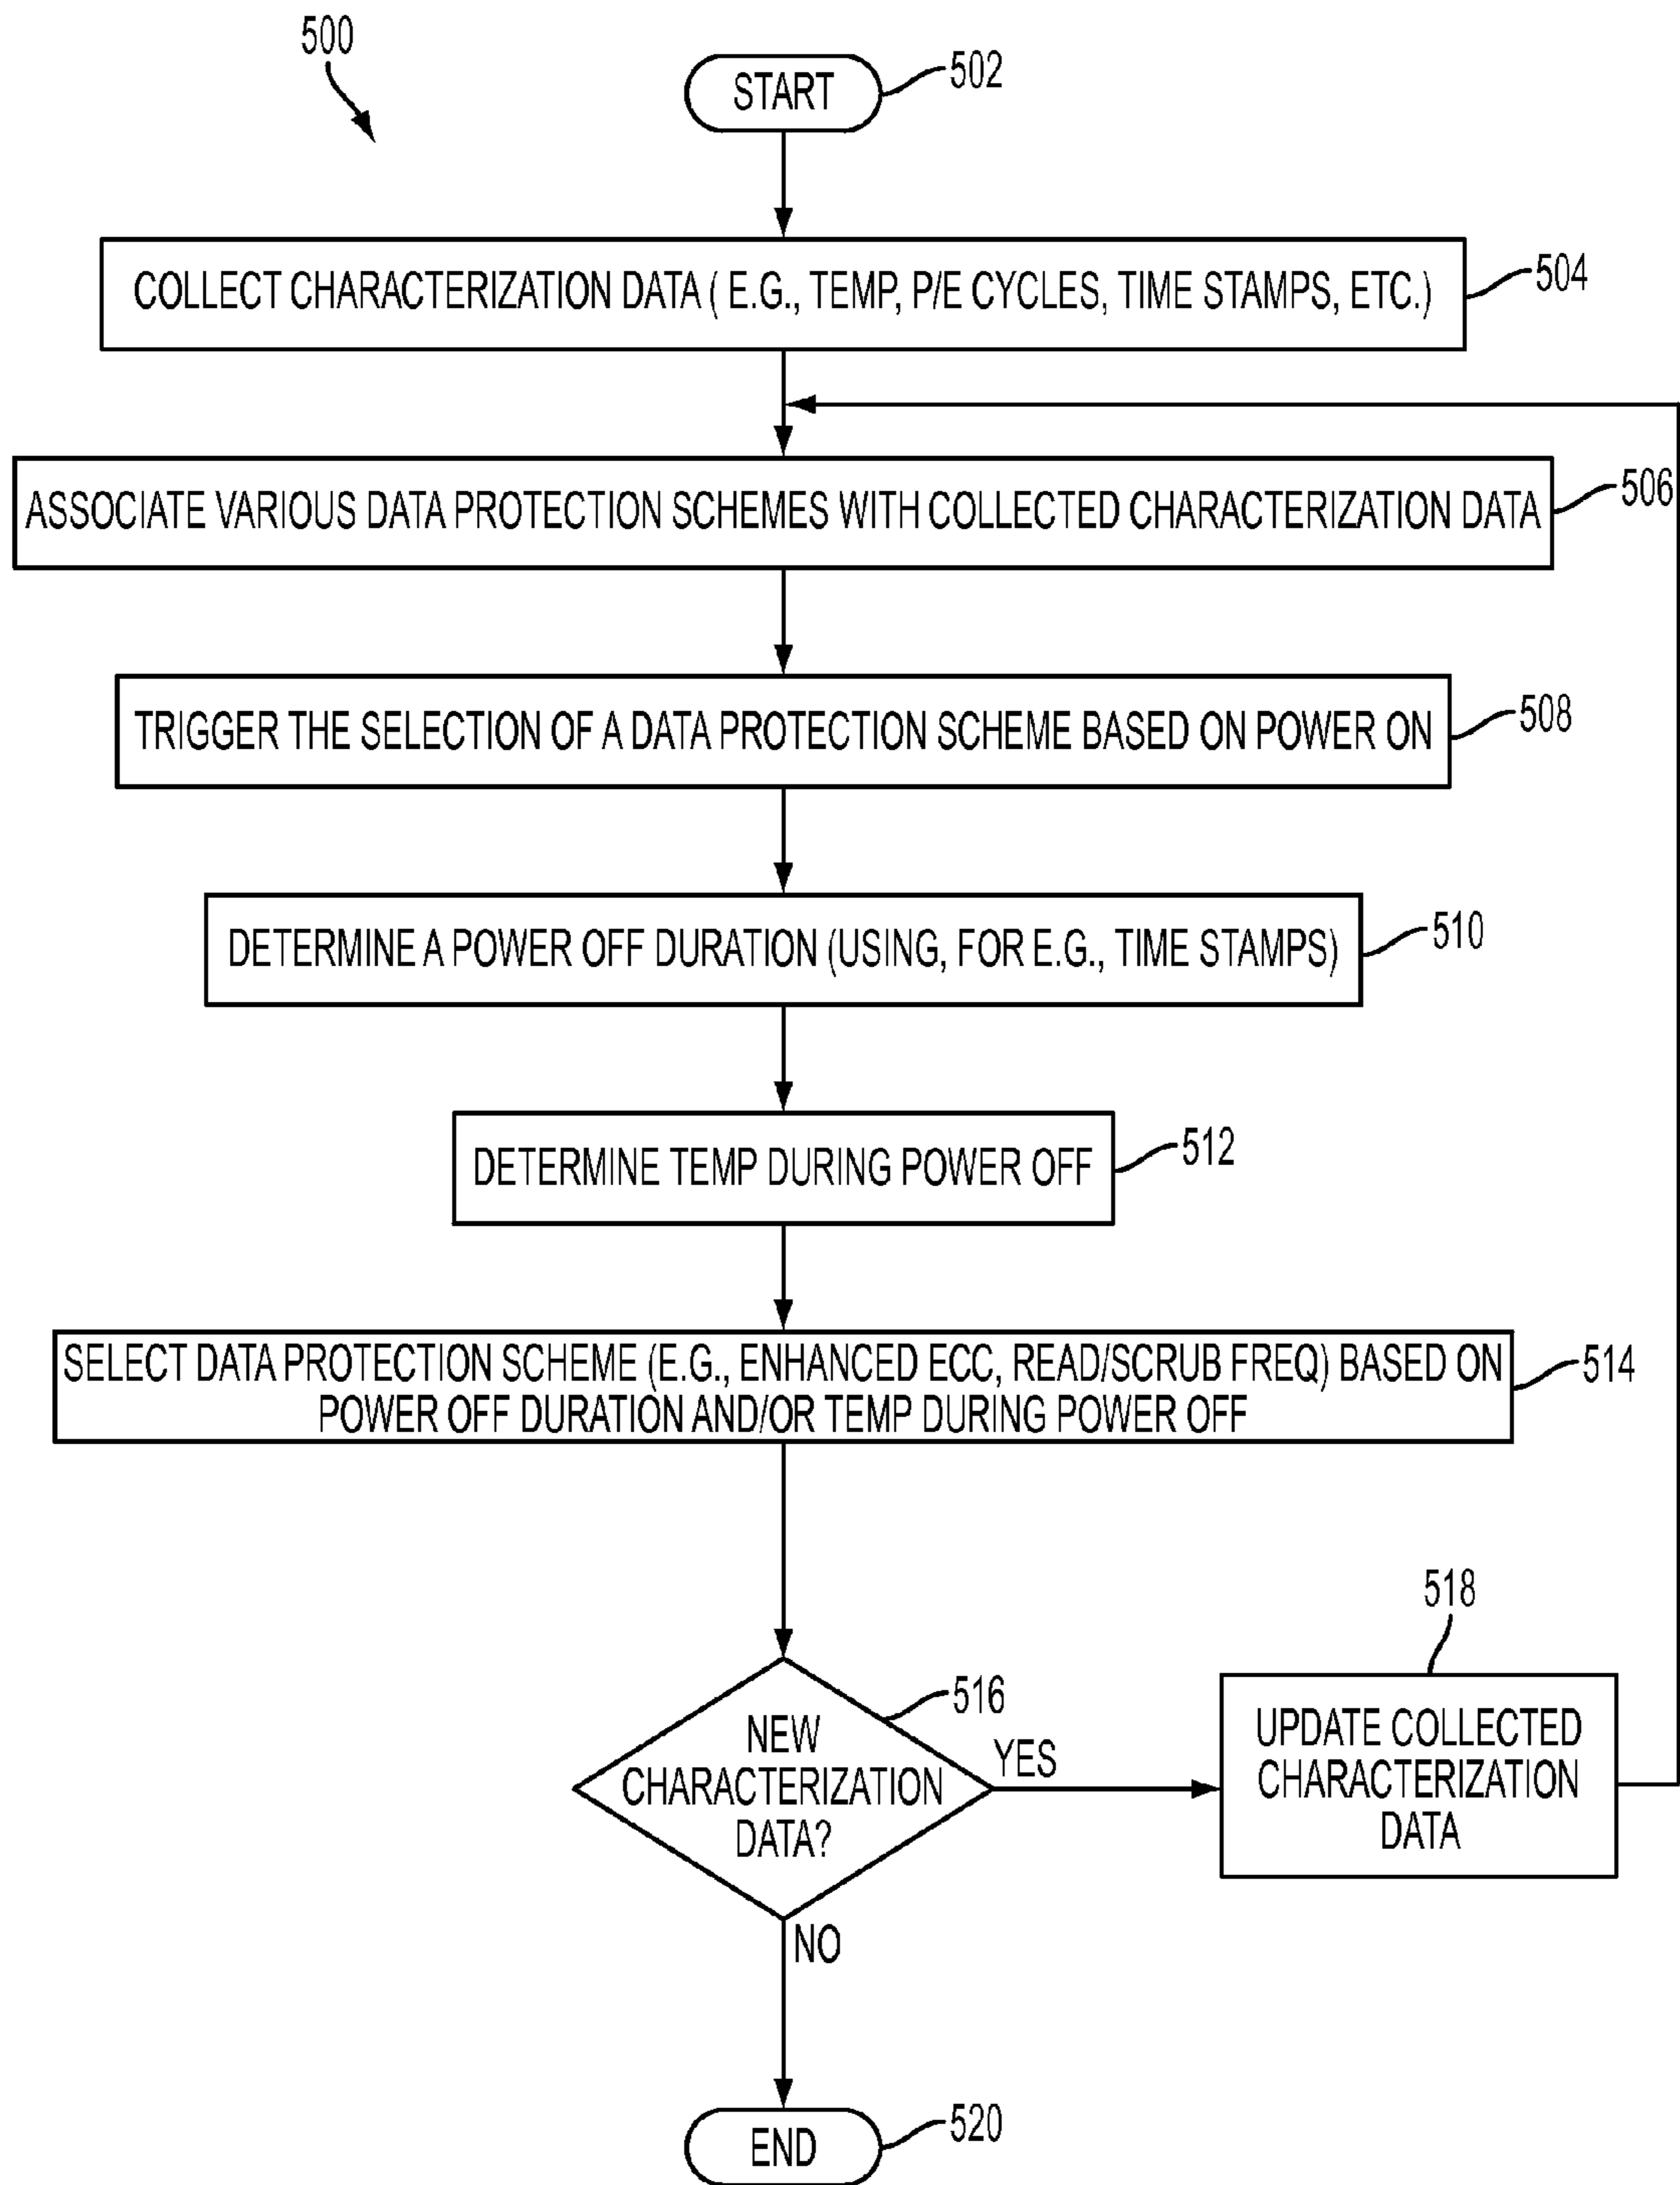 500
START
502
COLLECT CHARACTERIZATION DATA ( E.G., TEMP, P/E CYCLES, TIME STAMPS, ETC.)
504
ASSOCIATE VARIOUS DATA PROTECTION SCHEMES WITH COLLECTED CHARACTERIZATION DATA
506
TRIGGER THE SELECTION OF A DATA PROTECTION SCHEME BASED ON POWER ON
508
DETERMINE A POWER OFF DURATION (USING, FOR E.G., TIME STAMPS)
510
DETERMINE TEMP DURING POWER OFF
512
SELECT DATA PROTECTION SCHEME (E.G., ENHANCED ECC, READ/SCRUB FREQ) BASED ON
POWER OFF DURATION AND/OR TEMP DURING POWER OFF
514
NEW
CHARACTERIZATION
DATA?
516
YES
518
UPDATE COLLECTED
CHARACTERIZATION
DATA
NO
END
520